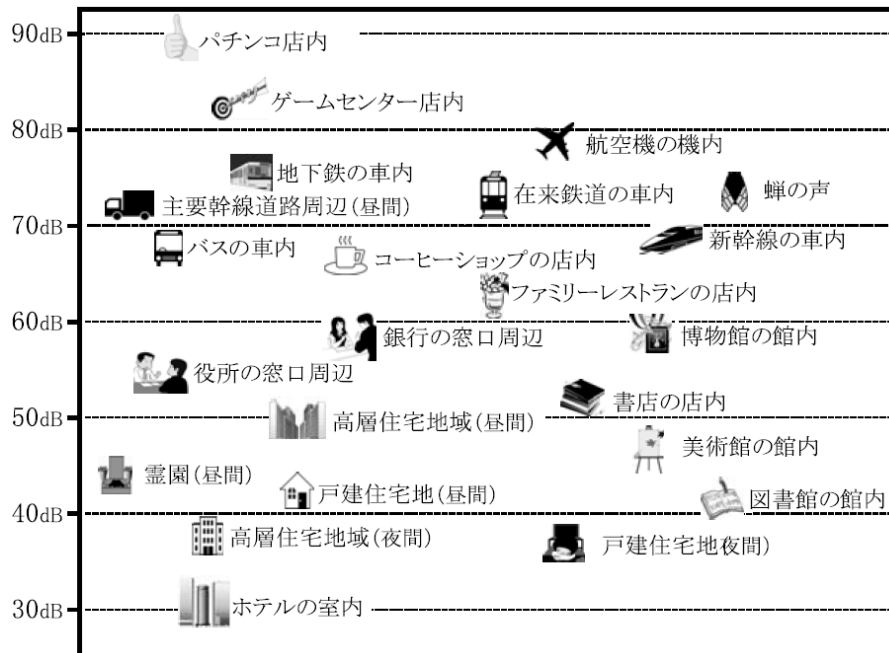 90dB
パチンコ店内
ゲームセンター店内
80dB
航空機の機内
地下鉄の車内
在来鉄道の車内
蝉の声
主要幹線道路周辺(昼間)
70dB
バスの車内
新幹線の車内
コーヒーショップの店内
ファミリーレストランの店内
60dB
銀行の窓口周辺
博物館の館内
役所の窓口周辺
書店の店内
50dB
高層住宅地域(昼間)
美術館の館内
霊園(昼間)
戸建住宅地(昼間)
図書館の館内
40dB
高層住宅地域(夜間)
戸建住宅地夜間)
ホテルの室内
30dB